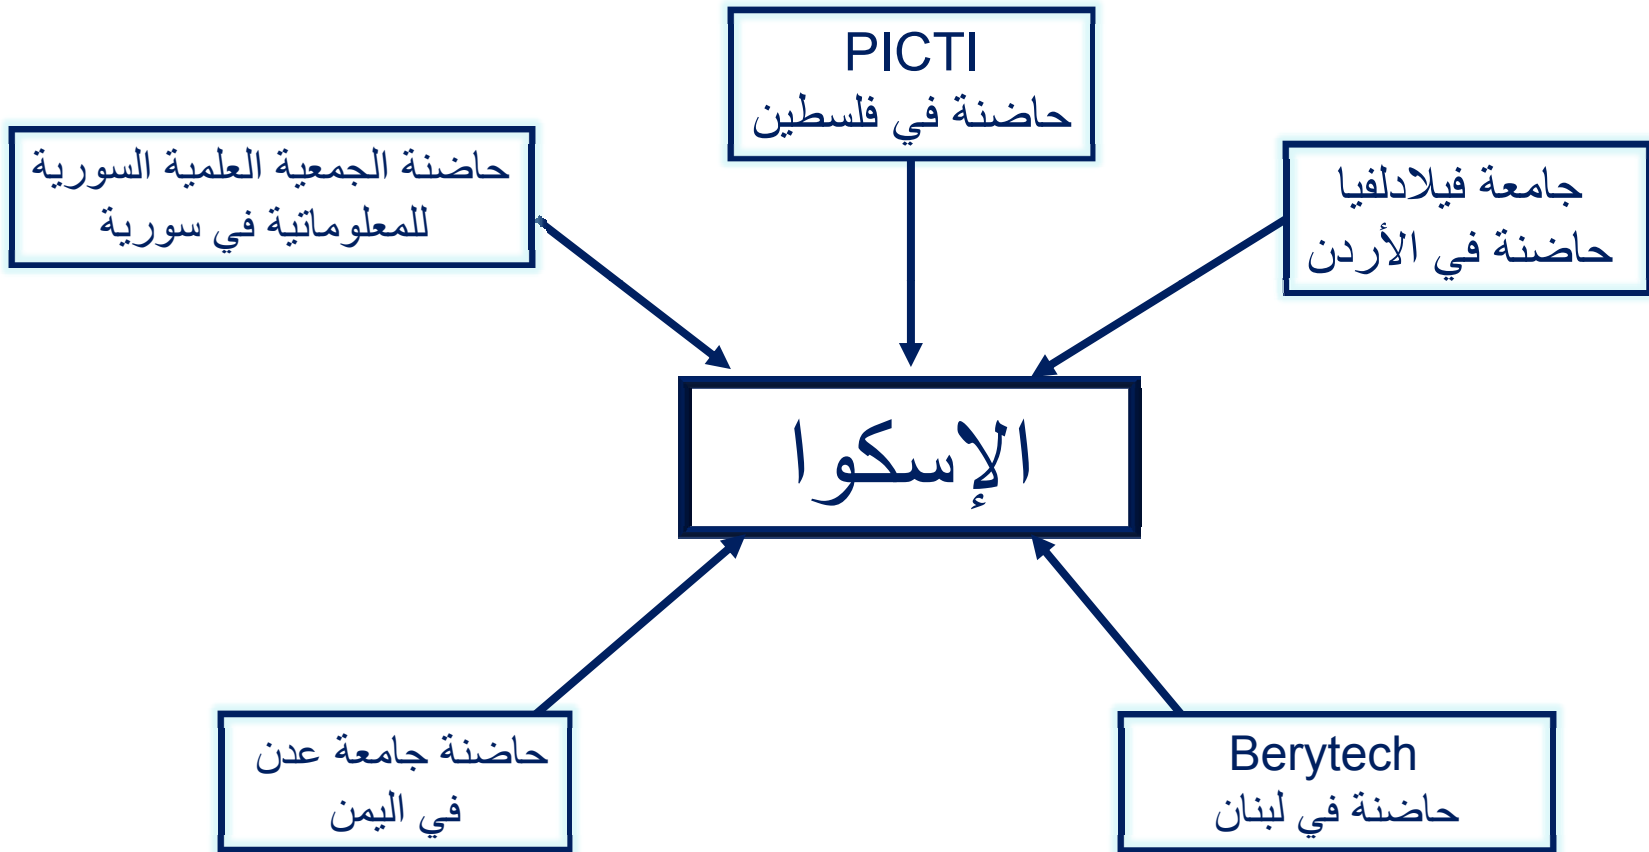 PICTI
حاضنة في فلسطين
جامعة فيلادلفيا
حاضنة في الأردن
حاضنة الجمعية العلمية السورية
للمعلوماتية في سورية
الإسكوا
Berytech
حاضنة في لبنان
حاضنة جامعة عدن
في اليمن